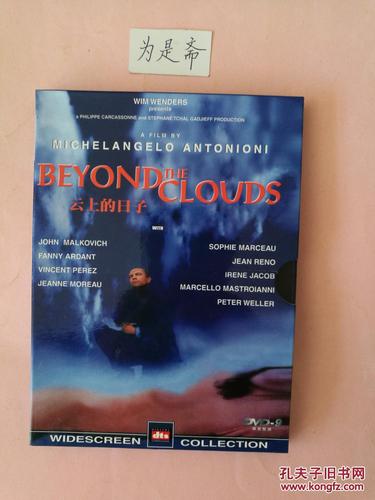 为是斋
WIM WENDERS
presents
a PHILIPPE CARCASSONNE and STEPHANE TCHAL GADJIEFF PRODUCTION
A FILM BY
MICHELANGELO ANTONIONI
BEYOND THE CLOUDS
云上的日子
WITH
JOHN MALKOVICH
FANNY ARDANT
VINCENT PEREZ
JEANNE MOREAU
SOPHIE MARCEAU
JEAN RENO
IRENE JACOB
MARCELLO MASTROIANNI
PETER WELLER
DVD-9
WIDESCREEN dts COLLECTION
孔夫子旧书网
www.kongfz.com